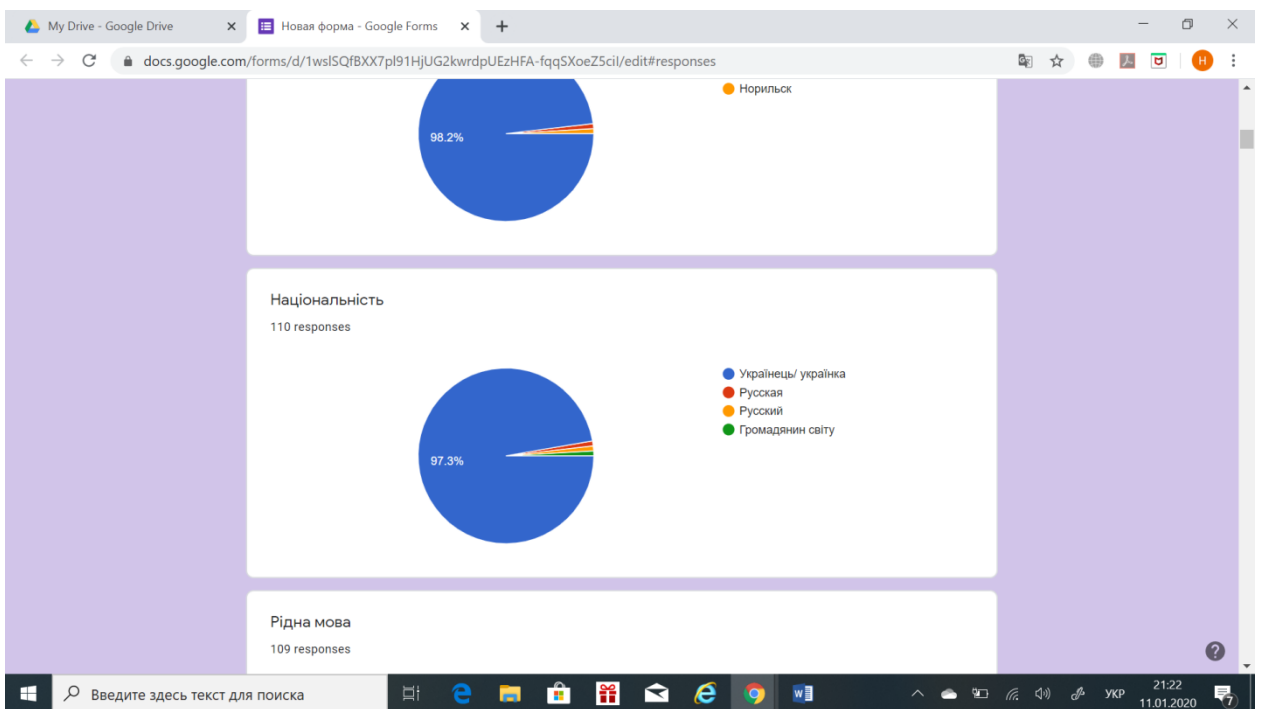 My Drive - Google Drive
Новая форма - Google Forms
docs.google.com/forms/d/1wslSQfBXX7pl91HjUG2kwrdpUEzHFA-fqqSXoeZ5ciI/edit#responses
Н
Норильск
98.2%
Національність
110 responses
Українець/ українка
Русская
Русский
Громадянин світу
97.3%
Рідна мова
109 responses
Введите здесь текст для поиска
УКР
21:22
11.01.2020
7